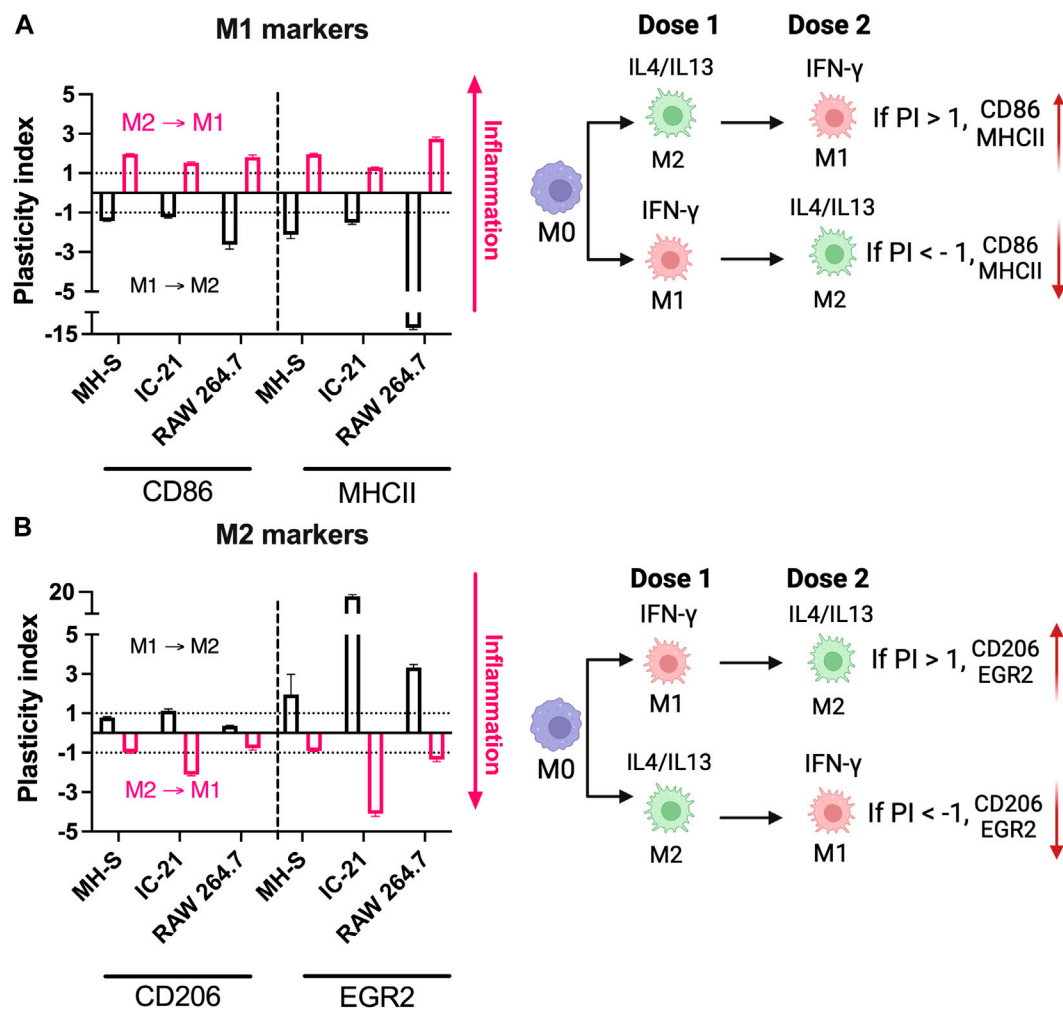 A
M1 markers
Plasticity index
5
3
1
-1
-3
-5
-15
M2 → M1
M1 → M2
Inflammation
MH-S
IC-21
RAW 264.7
MH-S
IC-21
RAW 264.7
CD86
MHCII
Dose 1
Dose 2
IL4/IL13
IFN-γ
M2
M1
If PI > 1, CD86
MHCII
M0
IFN-γ
IL4/IL13
M1
M2
If PI < - 1, CD86
MHCII
B
M2 markers
Plasticity index
20
5
3
1
-1
-3
-5
M1 → M2
M2 → M1
Inflammation
MH-S
IC-21
RAW 264.7
MH-S
IC-21
RAW 264.7
CD206
EGR2
Dose 1
Dose 2
IFN-γ
IL4/IL13
M1
M2
If PI > 1, CD206
EGR2
M0
IL4/IL13
IFN-γ
M2
M1
If PI < -1, CD206
EGR2